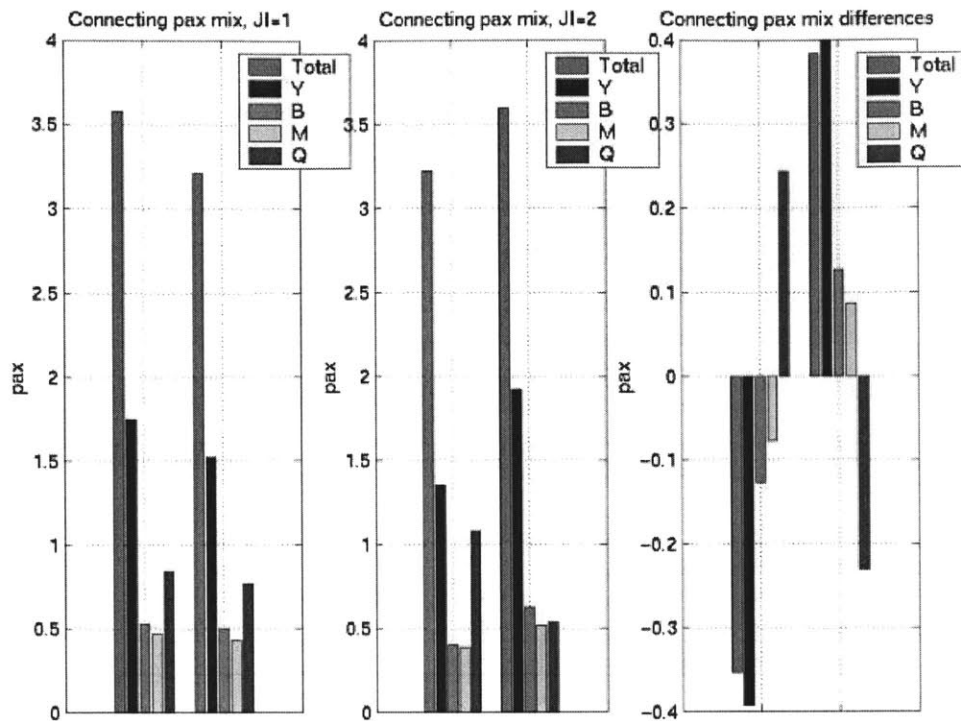 Connecting pax mix, JI=1
4
3.5
3
2.5
2
1.5
1
0.5
0
pax
Total
Y
B
M
Q
Connecting pax mix, JI=2
4
3.5
3
2.5
2
1.5
1
0.5
0
pax
Total
Y
B
M
Q
Connecting pax mix differences
0.4
0.3
0.2
0.1
0
−0.1
−0.2
−0.3
−0.4
pax
Total
Y
B
M
Q